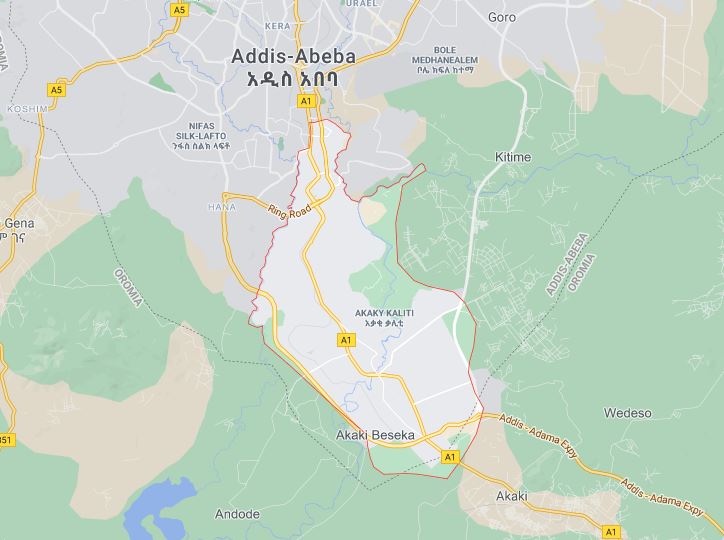 A5
KERA
Goro
OROMIA
Addis-Abeba
አዲስ አበባ
BOLE
MEDHANEALEM
ቦሌ ክፍለ ከተማ
A5
A1
KOSHIM
NIFAS
SILK-LAFTO
ንፋስ ስልክ ላፍቶ
Kitime
HANA
Ring Road
Gena
ADDIS-ABEBA
OROMIA
OROMIA
AKAKY KALITI
አቃቂ ቃሊቲ
A1
Wedeso
Addis - Adama Expy
B51
Akaki Beseka
A1
Addis - Adama Expy
Akaki
Andode
A1